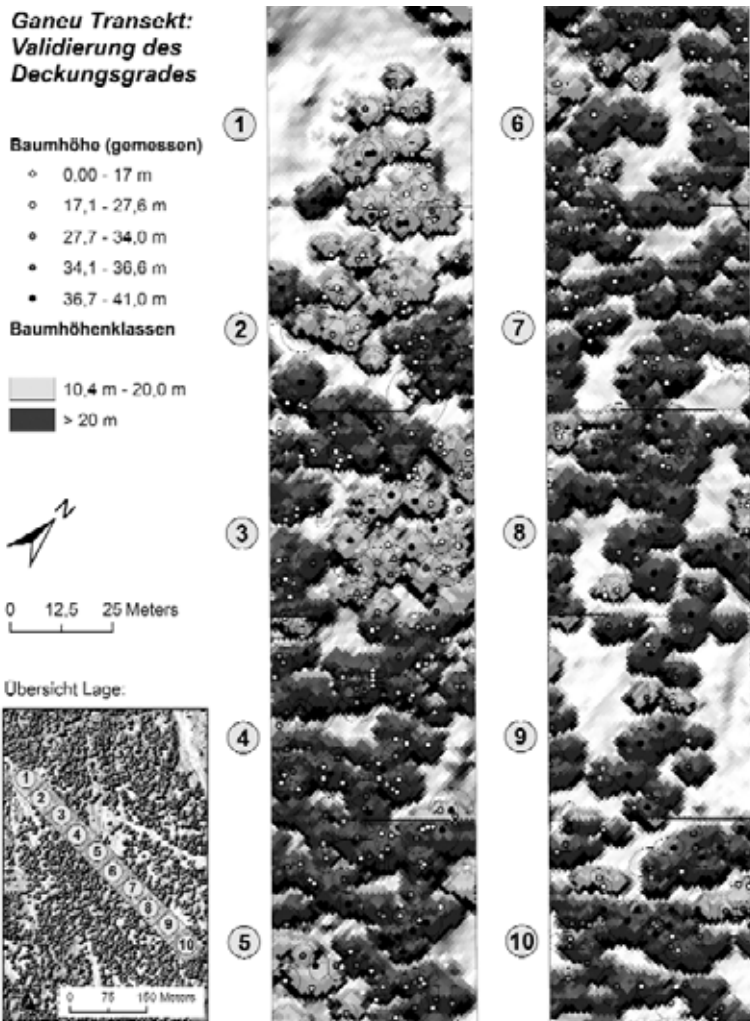 Ganeu Transekt:
Validierung des
Deckungsgrades
Baumhöhe (gemessen)
0,00 - 17 m
17,1 - 27,6 m
27,7 - 34,0 m
34,1 - 36,6 m
36,7 - 41,0 m
Baumhöhenklassen
10,4 m - 20,0 m
> 20 m
N
0 12,5 25 Meters
Übersicht Lage:
1
2
3
4
5
6
7
8
9
10
0 75 150 Meters
1
2
3
4
5
6
7
8
9
10